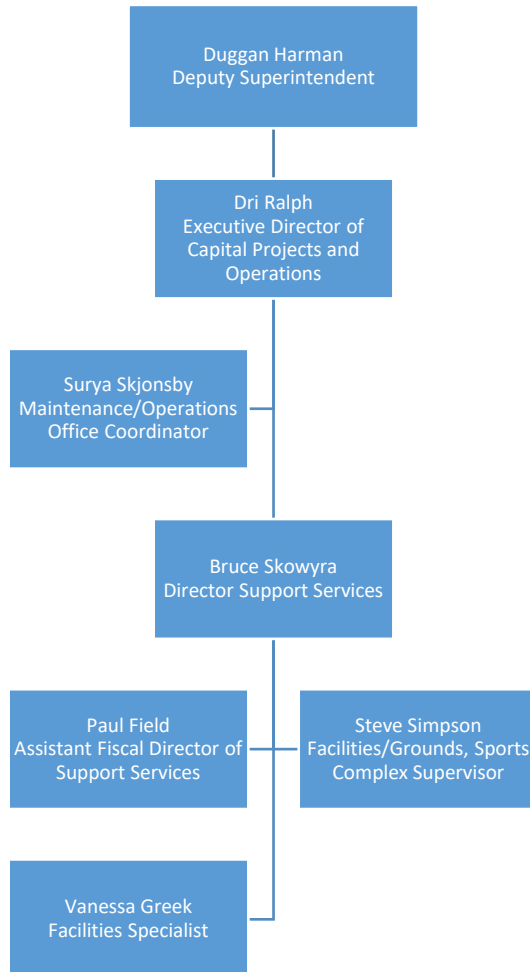 Duggan Harman
Deputy Superintendent
Dri Ralph
Executive Director of
Capital Projects and
Operations
Surya Skjonsby
Maintenance/Operations
Office Coordinator
Bruce Skowyra
Director Support Services
Paul Field
Assistant Fiscal Director of
Support Services
Steve Simpson
Facilities/Grounds, Sports
Complex Supervisor
Vanessa Greek
Facilities Specialist